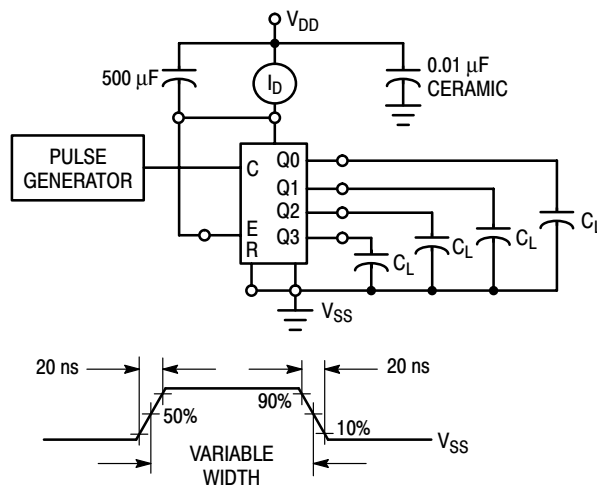 V_DD
500 μF
I_D
0.01 μF
CERAMIC
PULSE
GENERATOR
C
E
R
Q0
Q1
Q2
Q3
C_L
C_L
C_L
C_L
V_SS
20 ns
20 ns
50%
90%
10%
VARIABLE
WIDTH
V_SS